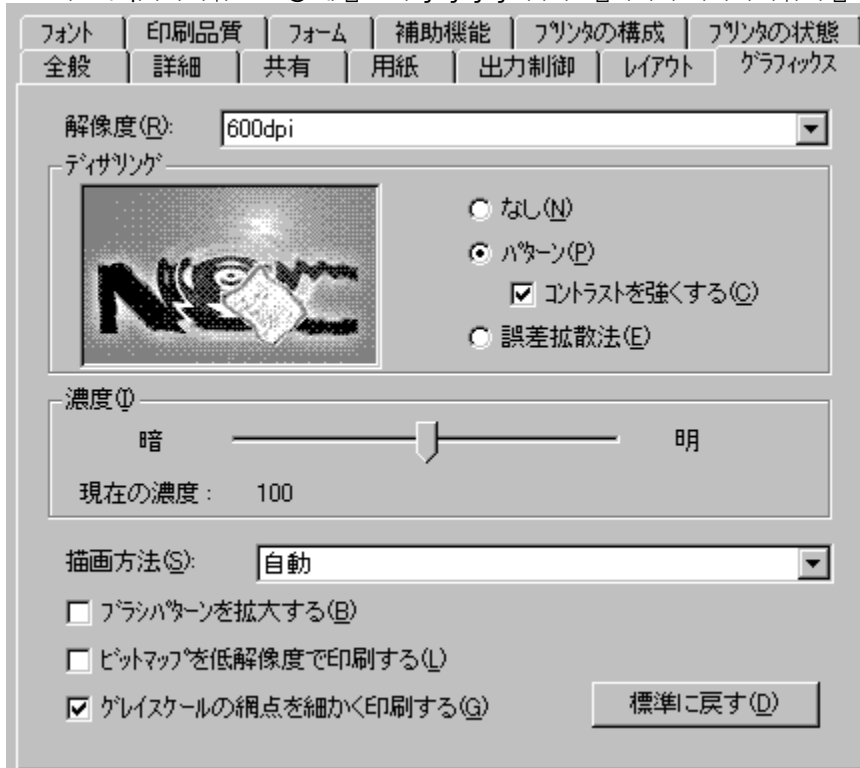 フォント 印刷品質 フォーム 補助機能 プリンタの構成 プリンタの状態
全般 詳細 共有 用紙 出力制御 レイアウト グラフィックス
解像度(R): 600dpi
ディザリング
NEC
なし(N)
パターン(P)
コントラストを強くする(C)
誤差拡散法(E)
濃度(I)
暗 明
現在の濃度: 100
描画方法(S): 自動
ブラシパターンを拡大する(B)
ビットマップを低解像度で印刷する(L)
グレイスケールの網点を細かく印刷する(G)
標準に戻す(D)